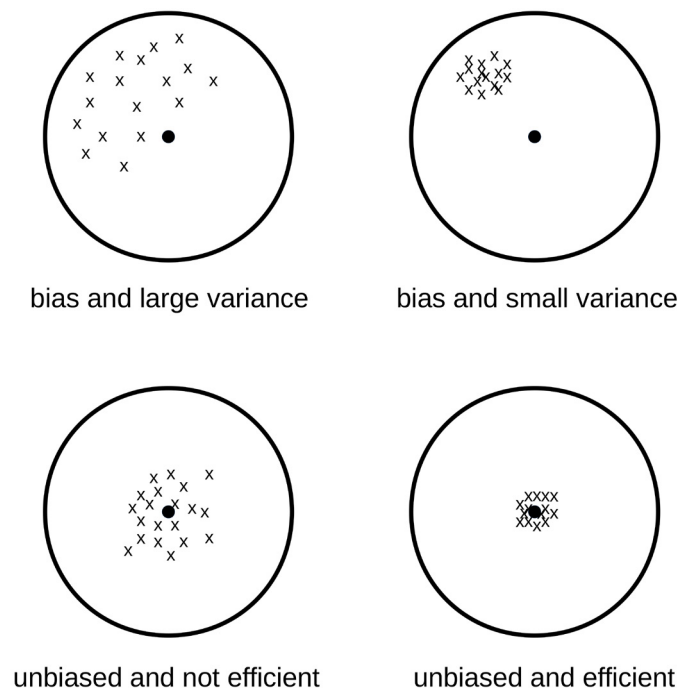 bias and large variance
bias and small variance
unbiased and not efficient
unbiased and efficient